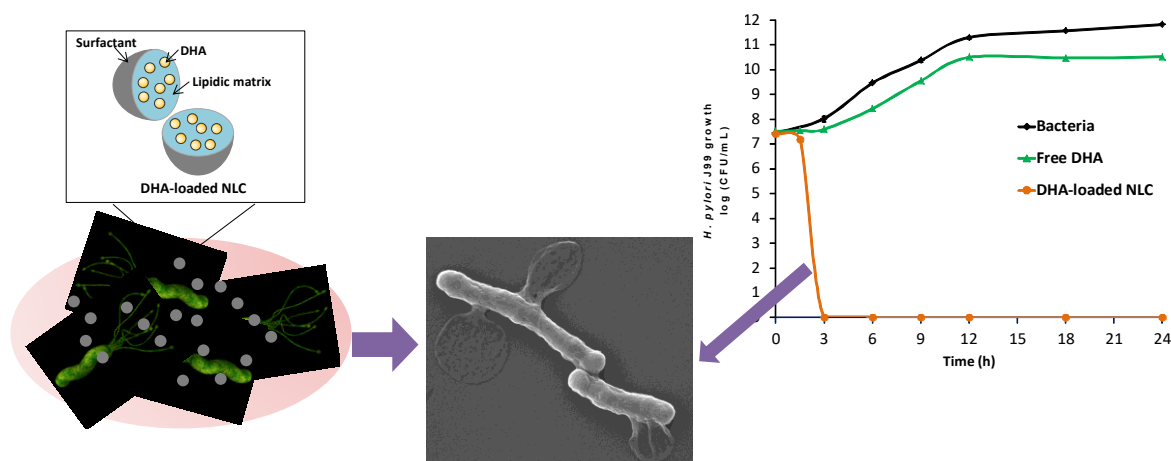 Surfactant
DHA
Lipidic matrix
DHA-loaded NLC
H. pylori J99 growth
log (CFU/mL)
12
11
10
9
8
7
6
5
4
3
2
1
0
0 3 6 9 12 15 18 21 24
Time (h)
Bacteria
Free DHA
DHA-loaded NLC